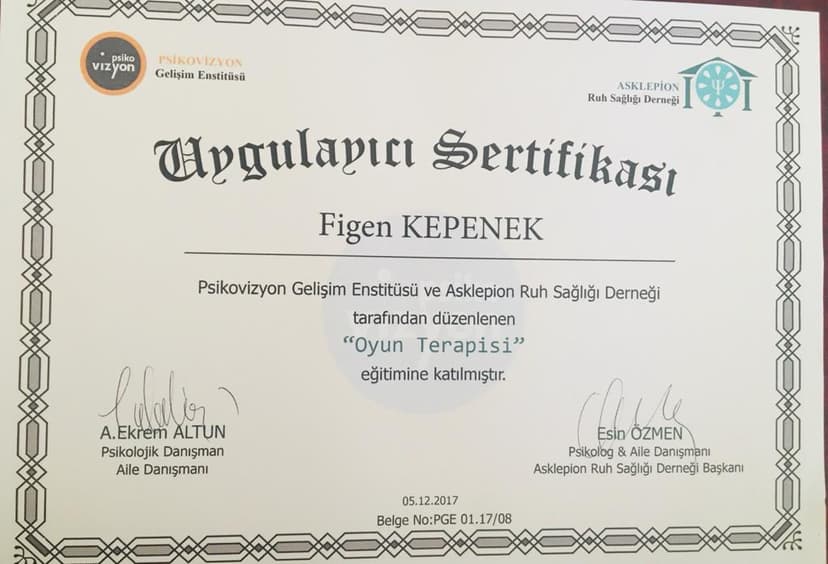 psiko
vizyon
PSİKOVİZYON
Gelişim Enstitüsü
ASKLEPİON
Ruh Sağlığı Derneği
Uygulayıcı Sertifikası
Figen KEPENEK
Psikovizyon Gelişim Enstitüsü ve Asklepion Ruh Sağlığı Derneği
tarafından düzenlenen
“Oyun Terapisi”
eğitimine katılmıştır.
A.Ekrem ALTUN
Psikolojik Danışman
Aile Danışmanı
Esin ÖZMEN
Psikolog & Aile Danışmanı
Asklepion Ruh Sağlığı Derneği Başkanı
05.12.2017
Belge No:PGE 01.17/08